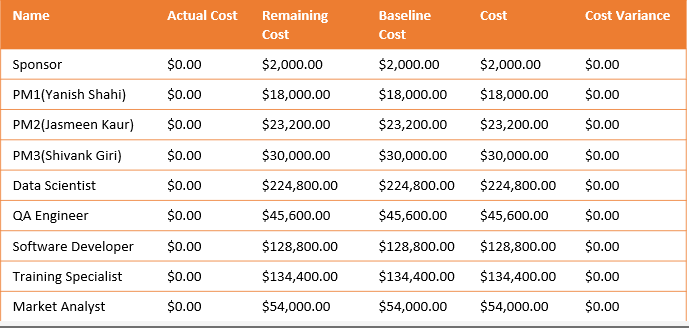 Name Actual Cost Remaining Cost Baseline Cost Cost Cost Variance
Sponsor $0.00 $2,000.00 $2,000.00 $2,000.00 $0.00
PM1(Yanish Shahi) $0.00 $18,000.00 $18,000.00 $18,000.00 $0.00
PM2(Jasmeen Kaur) $0.00 $23,200.00 $23,200.00 $23,200.00 $0.00
PM3(Shivank Giri) $0.00 $30,000.00 $30,000.00 $30,000.00 $0.00
Data Scientist $0.00 $224,800.00 $224,800.00 $224,800.00 $0.00
QA Engineer $0.00 $45,600.00 $45,600.00 $45,600.00 $0.00
Software Developer $0.00 $128,800.00 $128,800.00 $128,800.00 $0.00
Training Specialist $0.00 $134,400.00 $134,400.00 $134,400.00 $0.00
Market Analyst $0.00 $54,000.00 $54,000.00 $54,000.00 $0.00